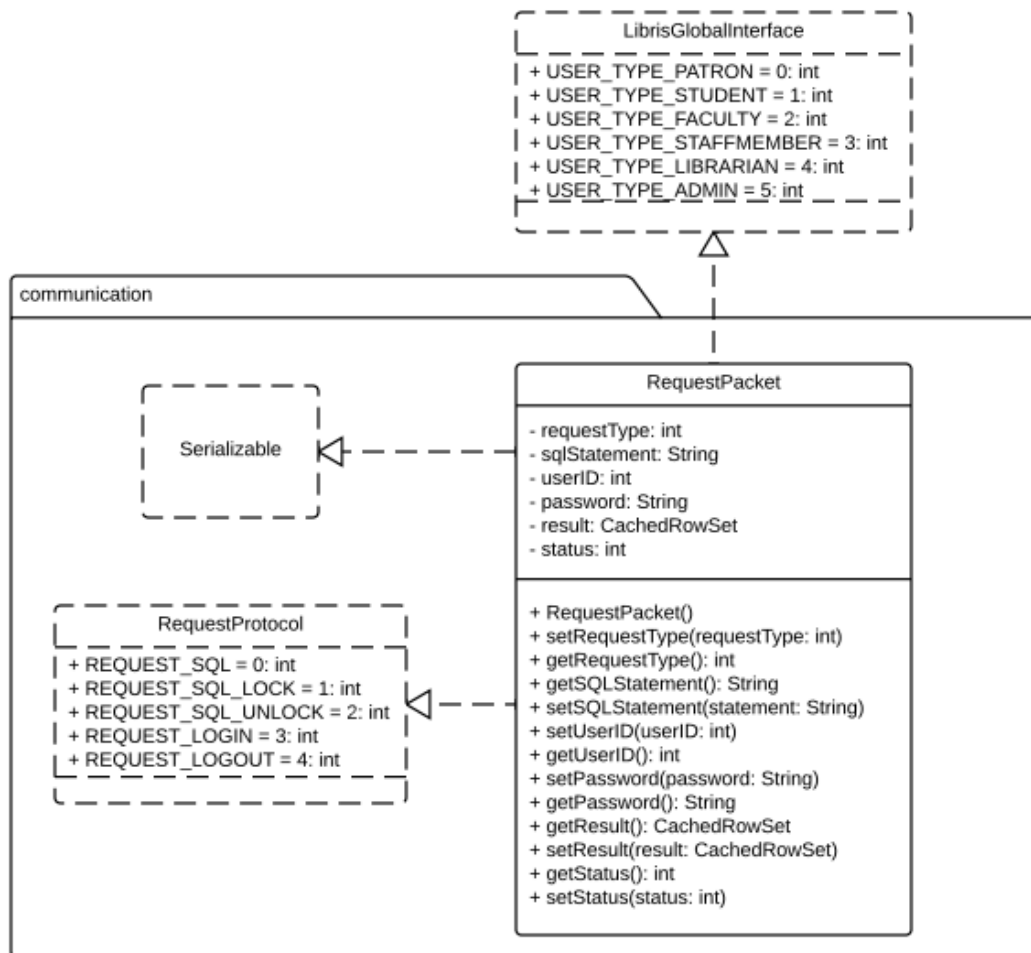 LibrisGlobalInterface
+ USER_TYPE_PATRON = 0: int
+ USER_TYPE_STUDENT = 1: int
+ USER_TYPE_FACULTY = 2: int
+ USER_TYPE_STAFFMEMBER = 3: int
+ USER_TYPE_LIBRARIAN = 4: int
+ USER_TYPE_ADMIN = 5: int
communication
RequestPacket
- requestType: int
- sqlStatement: String
- userID: int
- password: String
- result: CachedRowSet
- status: int
+ RequestPacket()
+ setRequestType(requestType: int)
+ getRequestType(): int
+ getSQLStatement(): String
+ setSQLStatement(statement: String)
+ setUserID(userID: int)
+ getUserID(): int
+ setPassword(password: String)
+ getPassword(): String
+ getResult(): CachedRowSet
+ setResult(result: CachedRowSet)
+ getStatus(): int
+ setStatus(status: int)
Serializable
RequestProtocol
+ REQUEST_SQL = 0: int
+ REQUEST_SQL_LOCK = 1: int
+ REQUEST_SQL_UNLOCK = 2: int
+ REQUEST_LOGIN = 3: int
+ REQUEST_LOGOUT = 4: int